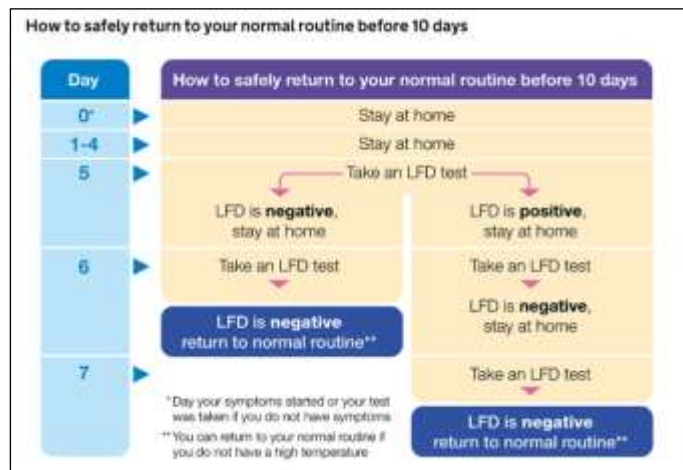 How to safely return to your normal routine before 10 days
Day
How to safely return to your normal routine before 10 days
0*
Stay at home
1-4
Stay at home
5
Take an LFD test
LFD is negative,
stay at home
LFD is positive,
stay at home
6
Take an LFD test
Take an LFD test
LFD is negative
return to normal routine**
LFD is negative,
stay at home
7
Take an LFD test
*Day your symptoms started or your test
was taken if you do not have symptoms
**You can return to your normal routine if
you do not have a high temperature
LFD is negative
return to normal routine**